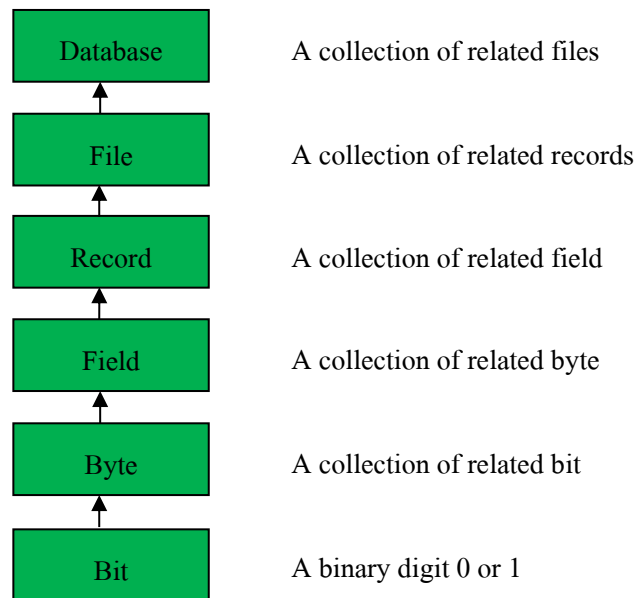 Database A collection of related files
File A collection of related records
Record A collection of related field
Field A collection of related byte
Byte A collection of related bit
Bit A binary digit 0 or 1